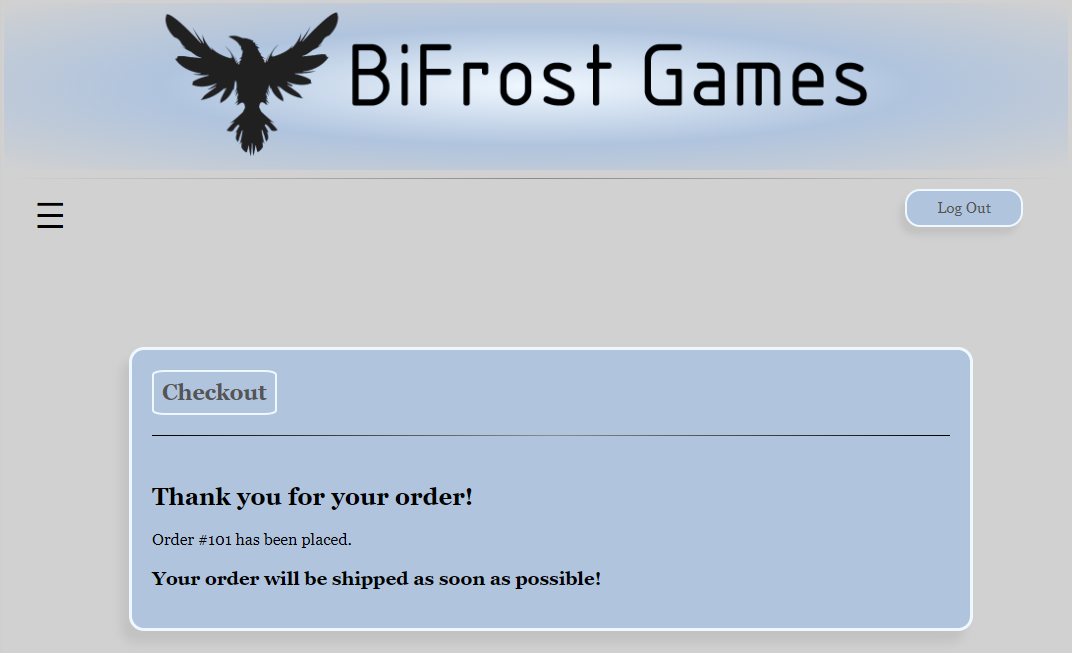 BiFrost Games
Log Out
Checkout
Thank you for your order!
Order #101 has been placed.
Your order will be shipped as soon as possible!